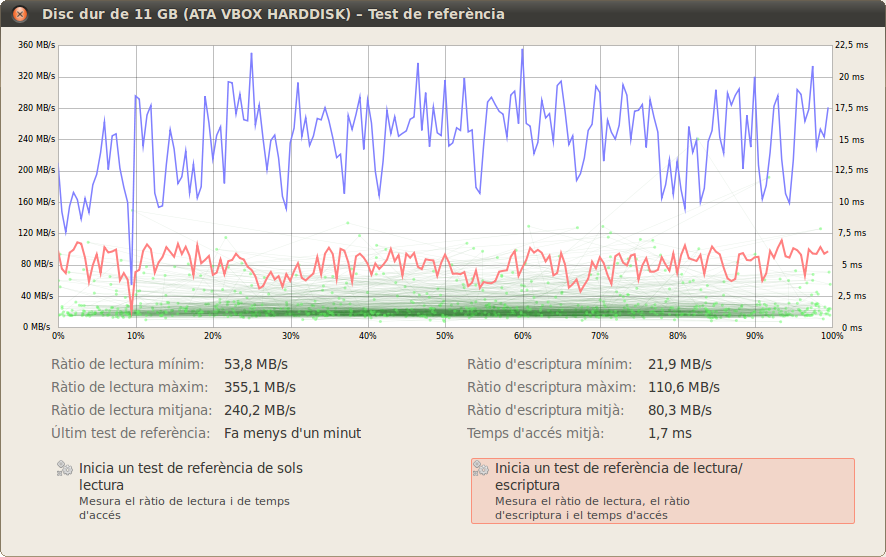 Disc dur de 11 GB (ATA VBOX HARDDISK) – Test de referència
360 MB/s
22,5 ms
320 MB/s
20 ms
280 MB/s
17,5 ms
240 MB/s
15 ms
200 MB/s
12,5 ms
160 MB/s
10 ms
120 MB/s
7,5 ms
80 MB/s
5 ms
40 MB/s
2,5 ms
0 MB/s
0 ms
0% 10% 20% 30% 40% 50% 60% 70% 80% 90% 100%
Ràtio de lectura mínim: 53,8 MB/s
Ràtio d'escriptura mínim: 21,9 MB/s
Ràtio de lectura màxim: 355,1 MB/s
Ràtio d'escriptura màxim: 110,6 MB/s
Ràtio de lectura mitjana: 240,2 MB/s
Ràtio d'escriptura mitjà: 80,3 MB/s
Últim test de referència: Fa menys d'un minut
Temps d'accés mitjà: 1,7 ms
Inicia un test de referència de sols
lectura
Mesura el ràtio de lectura i de temps
d'accés
Inicia un test de referència de lectura/
escriptura
Mesura el ràtio de lectura, el ràtio
d'escriptura i el temps d'accés